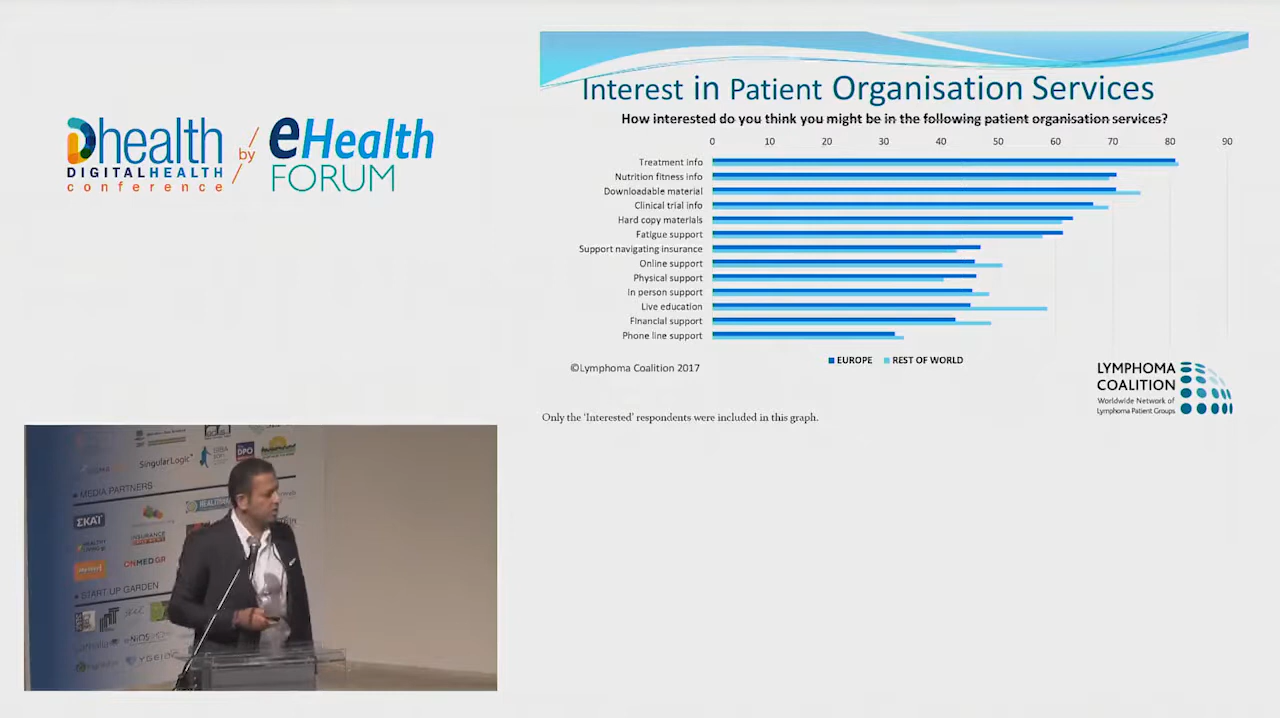 Dhealth
DIGITALHEALTH
conference
by
eHealth
FORUM
Interest in Patient Organisation Services
How interested do you think you might be in the following patient organisation services?
0 10 20 30 40 50 60 70 80 90
Treatment info
Nutrition fitness info
Downloadable material
Clinical trial info
Hard copy materials
Fatigue support
Support navigating insurance
Online support
Physical support
In person support
Live education
Financial support
Phone line support
EUROPE REST OF WORLD
©Lymphoma Coalition 2017
LYMPHOMA
COALITION
Worldwide Network of
Lymphoma Patient Groups
Only the 'Interested' respondents were included in this graph.
SingularLogic
DPO
MEDIA PARTNERS
ΣΚΑΪ
INSURANCE
ONMEDGR
START UP GARDEN